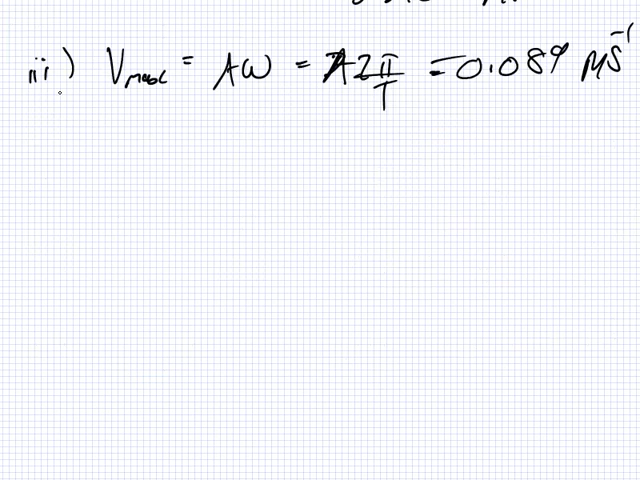 iii) Vmax = Aω = A2π/T = 0.089 ms⁻¹